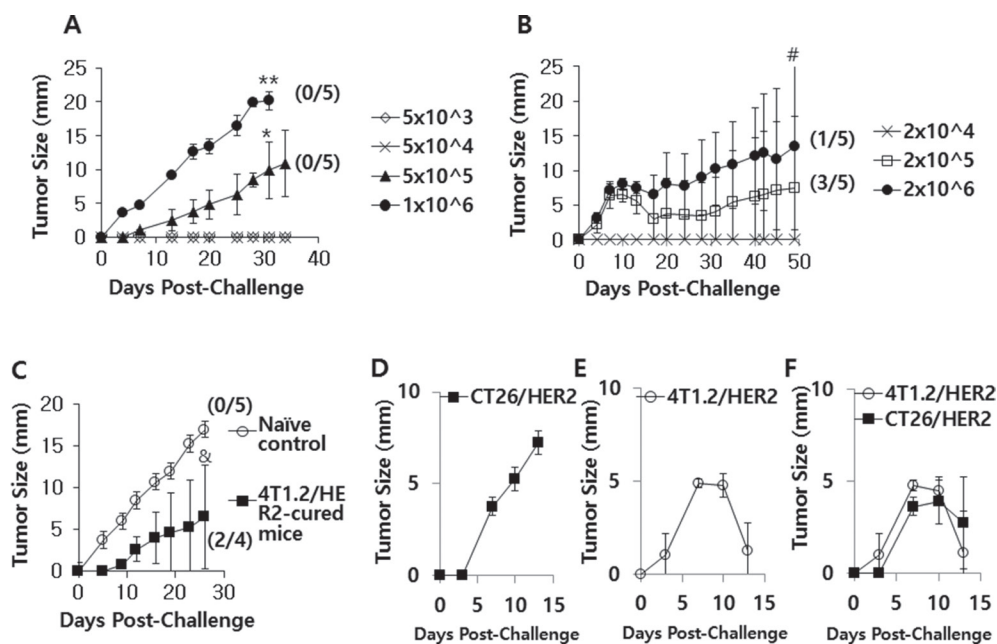 A
Tumor Size (mm)
25
20
15
10
5
0
0 10 20 30 40
Days Post-Challenge
**
*
(0/5)
(0/5)
5x10^3
5x10^4
5x10^5
1x10^6
B
Tumor Size (mm)
25
20
15
10
5
0
0 10 20 30 40 50
Days Post-Challenge
#
(1/5)
(3/5)
2x10^4
2x10^5
2x10^6
C
Tumor Size (mm)
20
15
10
5
0
0 10 20 30
Days Post-Challenge
(0/5)
&
(2/4)
Naïve
control
4T1.2/HE
R2-cured
mice
D
Tumor Size (mm)
10
5
0
0 5 10 15
Days Post-Challenge
CT26/HER2
E
Tumor Size (mm)
10
5
0
0 5 10 15
Days Post-Challenge
4T1.2/HER2
F
Tumor Size (mm)
10
5
0
0 5 10 15
Days Post-Challenge
4T1.2/HER2
CT26/HER2